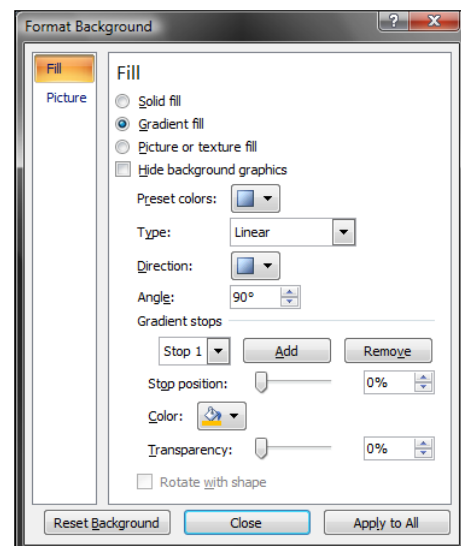 Format Background
?
X
Fill
Picture
Fill
Solid fill
Gradient fill
Picture or texture fill
Hide background graphics
Preset colors:
Type: Linear
Direction:
Angle: 90°
Gradient stops
Stop 1 Add Remove
Stop position: 0%
Color:
Transparency: 0%
Rotate with shape
Reset Background Close Apply to All